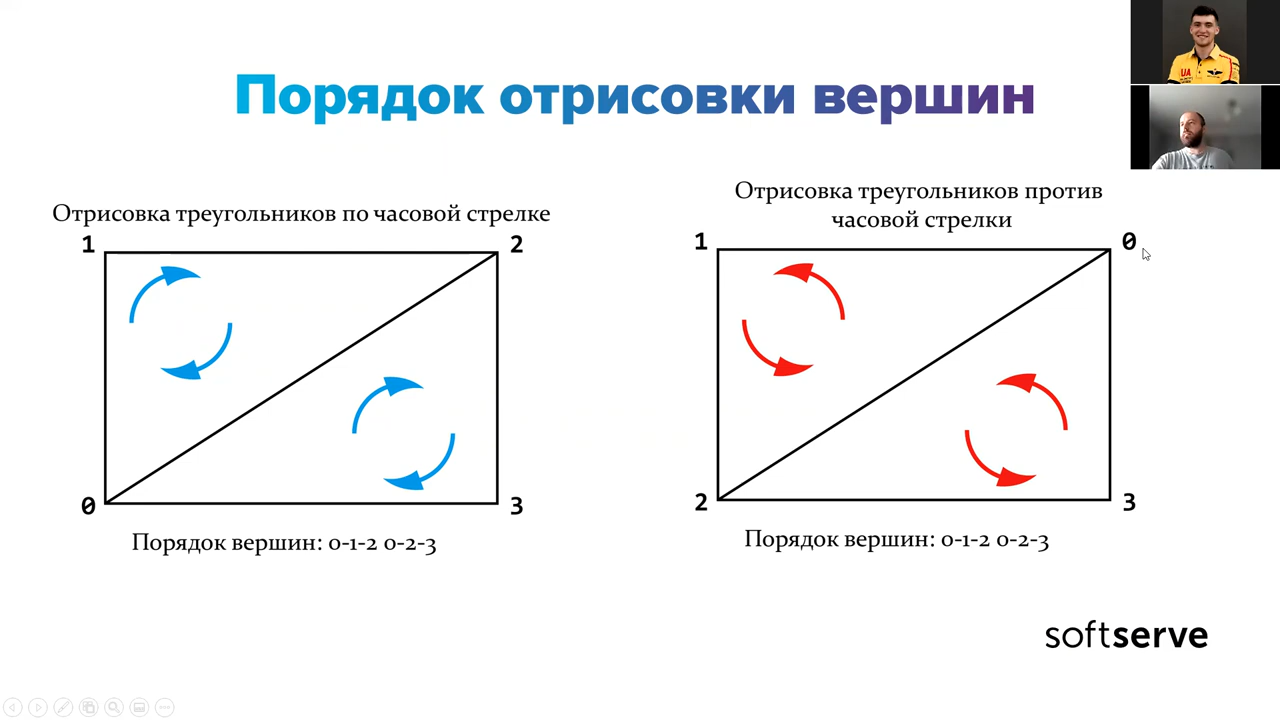 Порядок отрисовки вершин
Отрисовка треугольников по часовой стрелке
1
2
0
3
Порядок вершин: 0-1-2 0-2-3
Отрисовка треугольников против
часовой стрелки
1
0
2
3
Порядок вершин: 0-1-2 0-2-3
softserve
UA